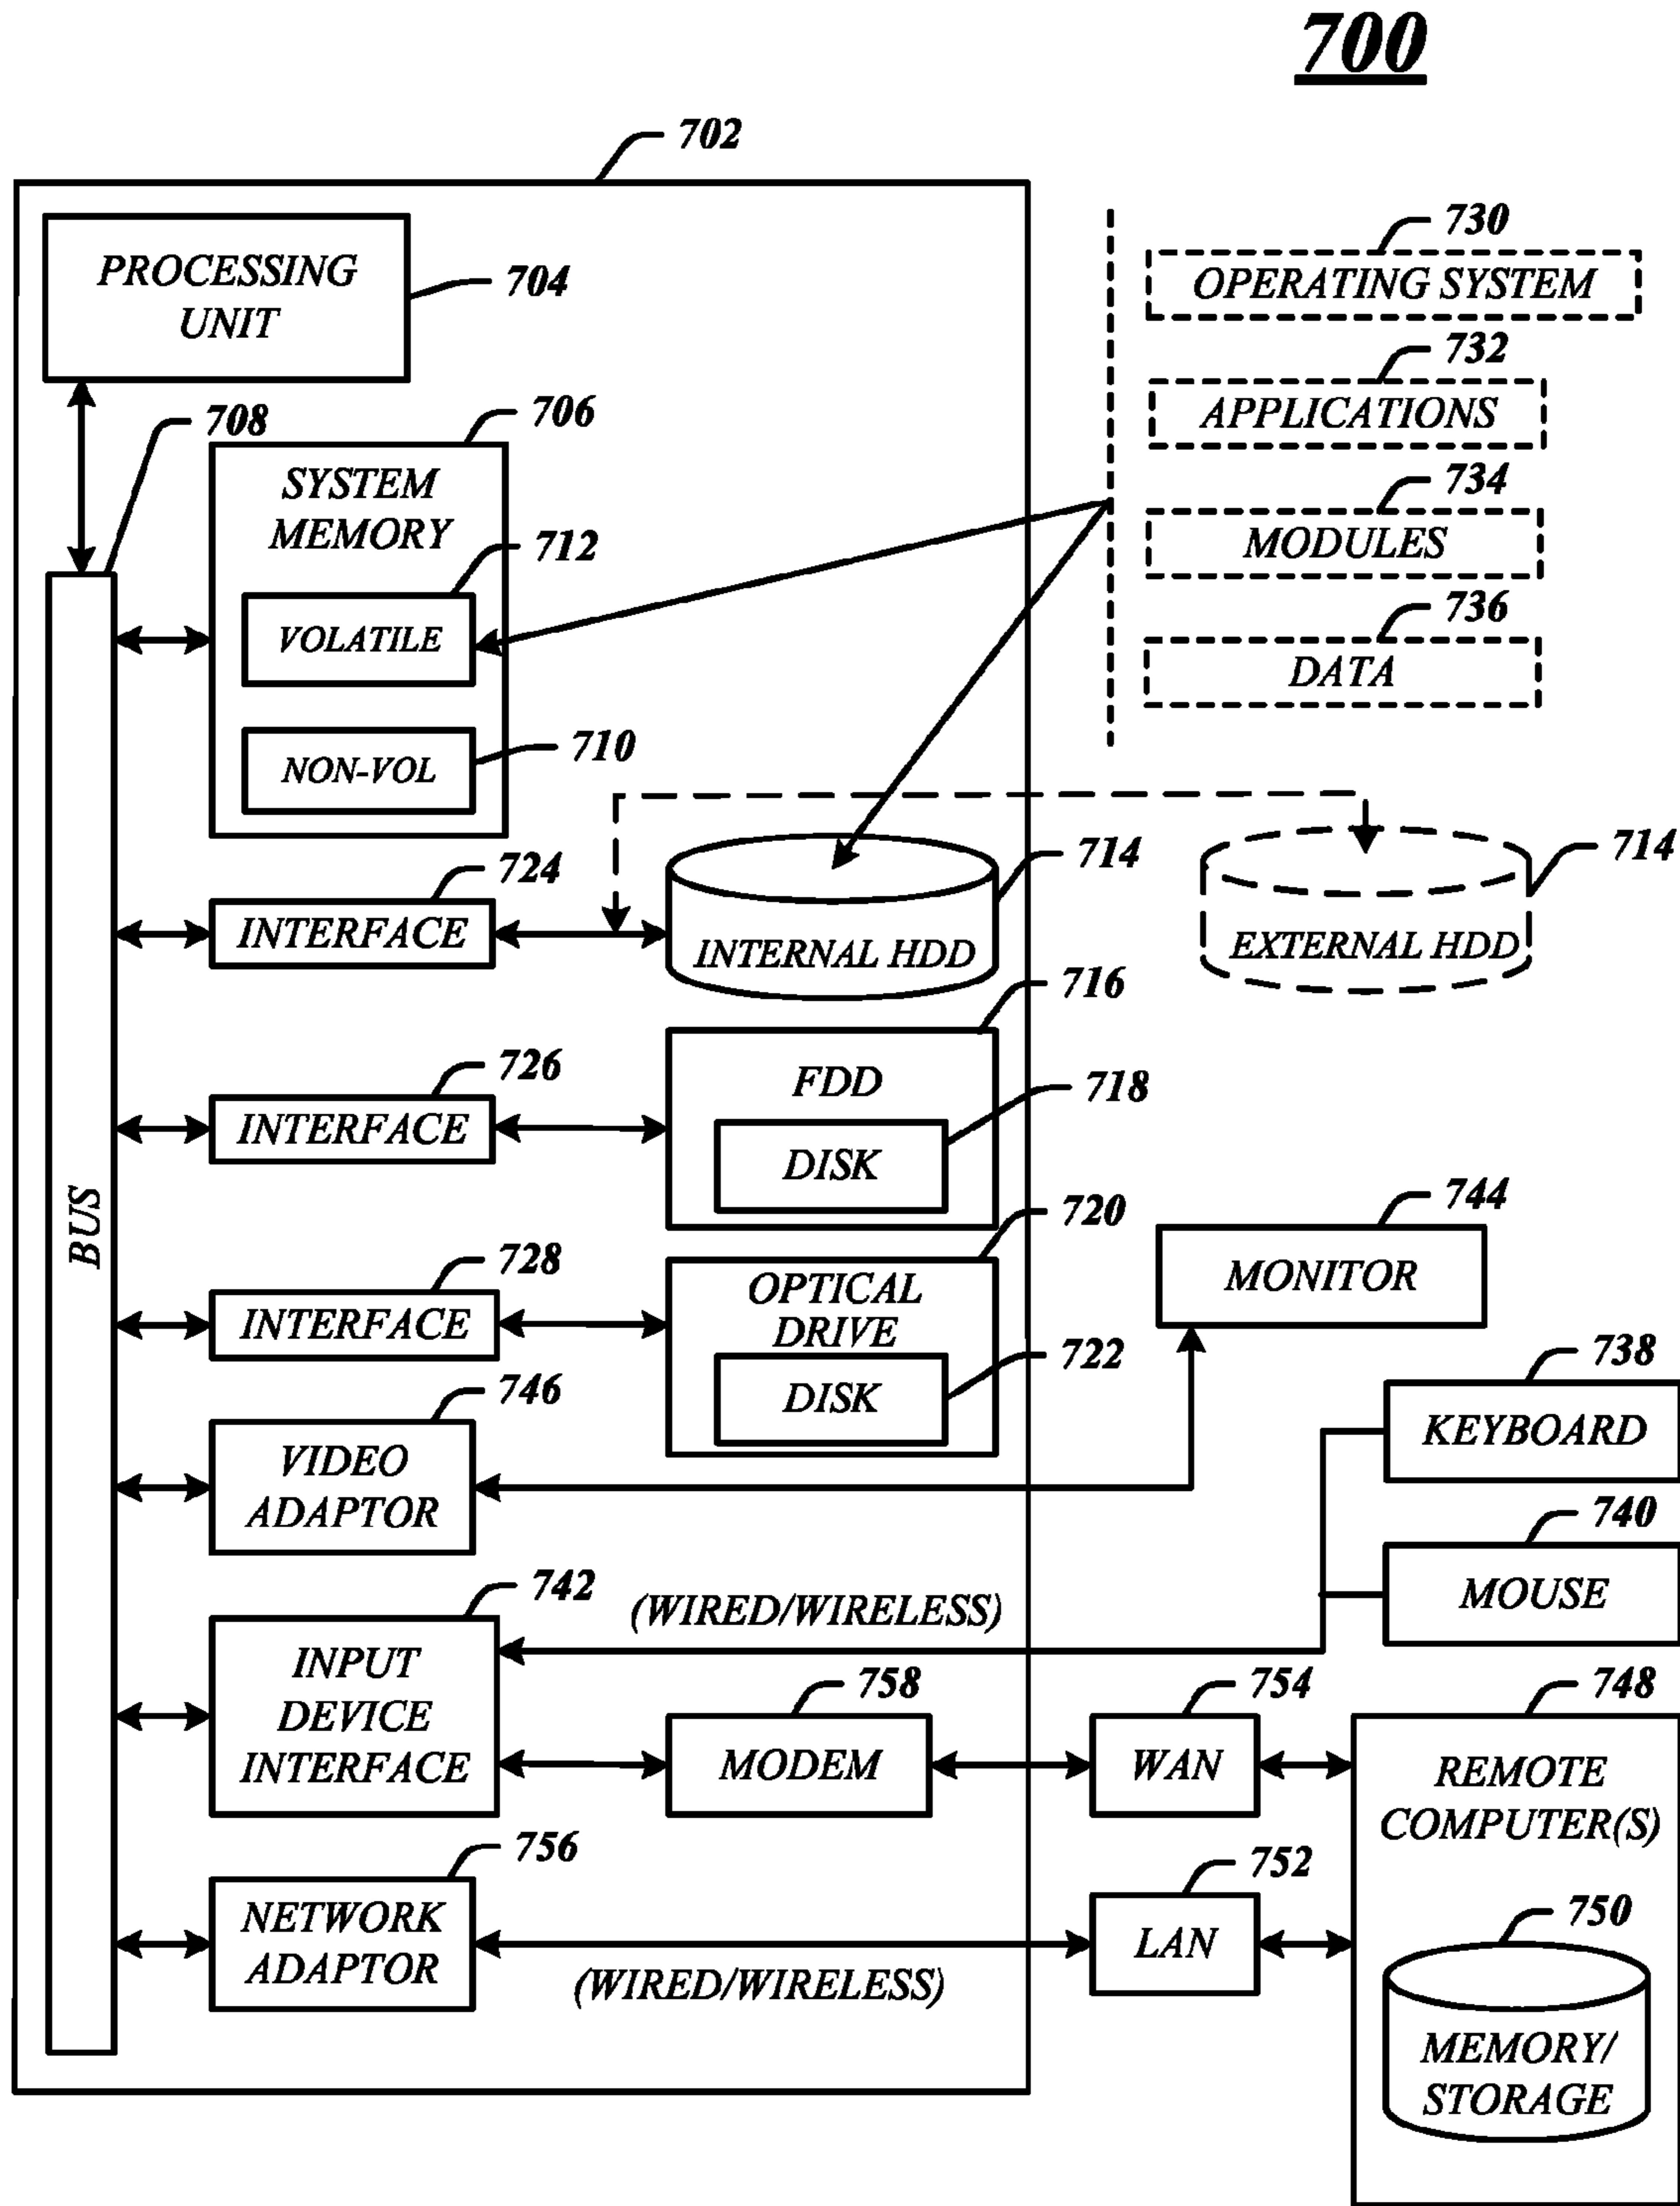 700
702
PROCESSING
UNIT
704
708
706
SYSTEM
MEMORY
712
VOLATILE
710
NON-VOL
730
OPERATING SYSTEM
732
APPLICATIONS
734
MODULES
736
DATA
724
INTERFACE
714
INTERNAL HDD
714
EXTERNAL HDD
726
INTERFACE
716
FDD
718
DISK
BUS
728
INTERFACE
720
OPTICAL
DRIVE
722
DISK
744
MONITOR
746
VIDEO
ADAPTOR
738
KEYBOARD
740
MOUSE
742
INPUT
DEVICE
INTERFACE
(WIRED/WIRELESS)
758
MODEM
754
WAN
748
REMOTE
COMPUTER(S)
756
NETWORK
ADAPTOR
(WIRED/WIRELESS)
752
LAN
750
MEMORY/
STORAGE